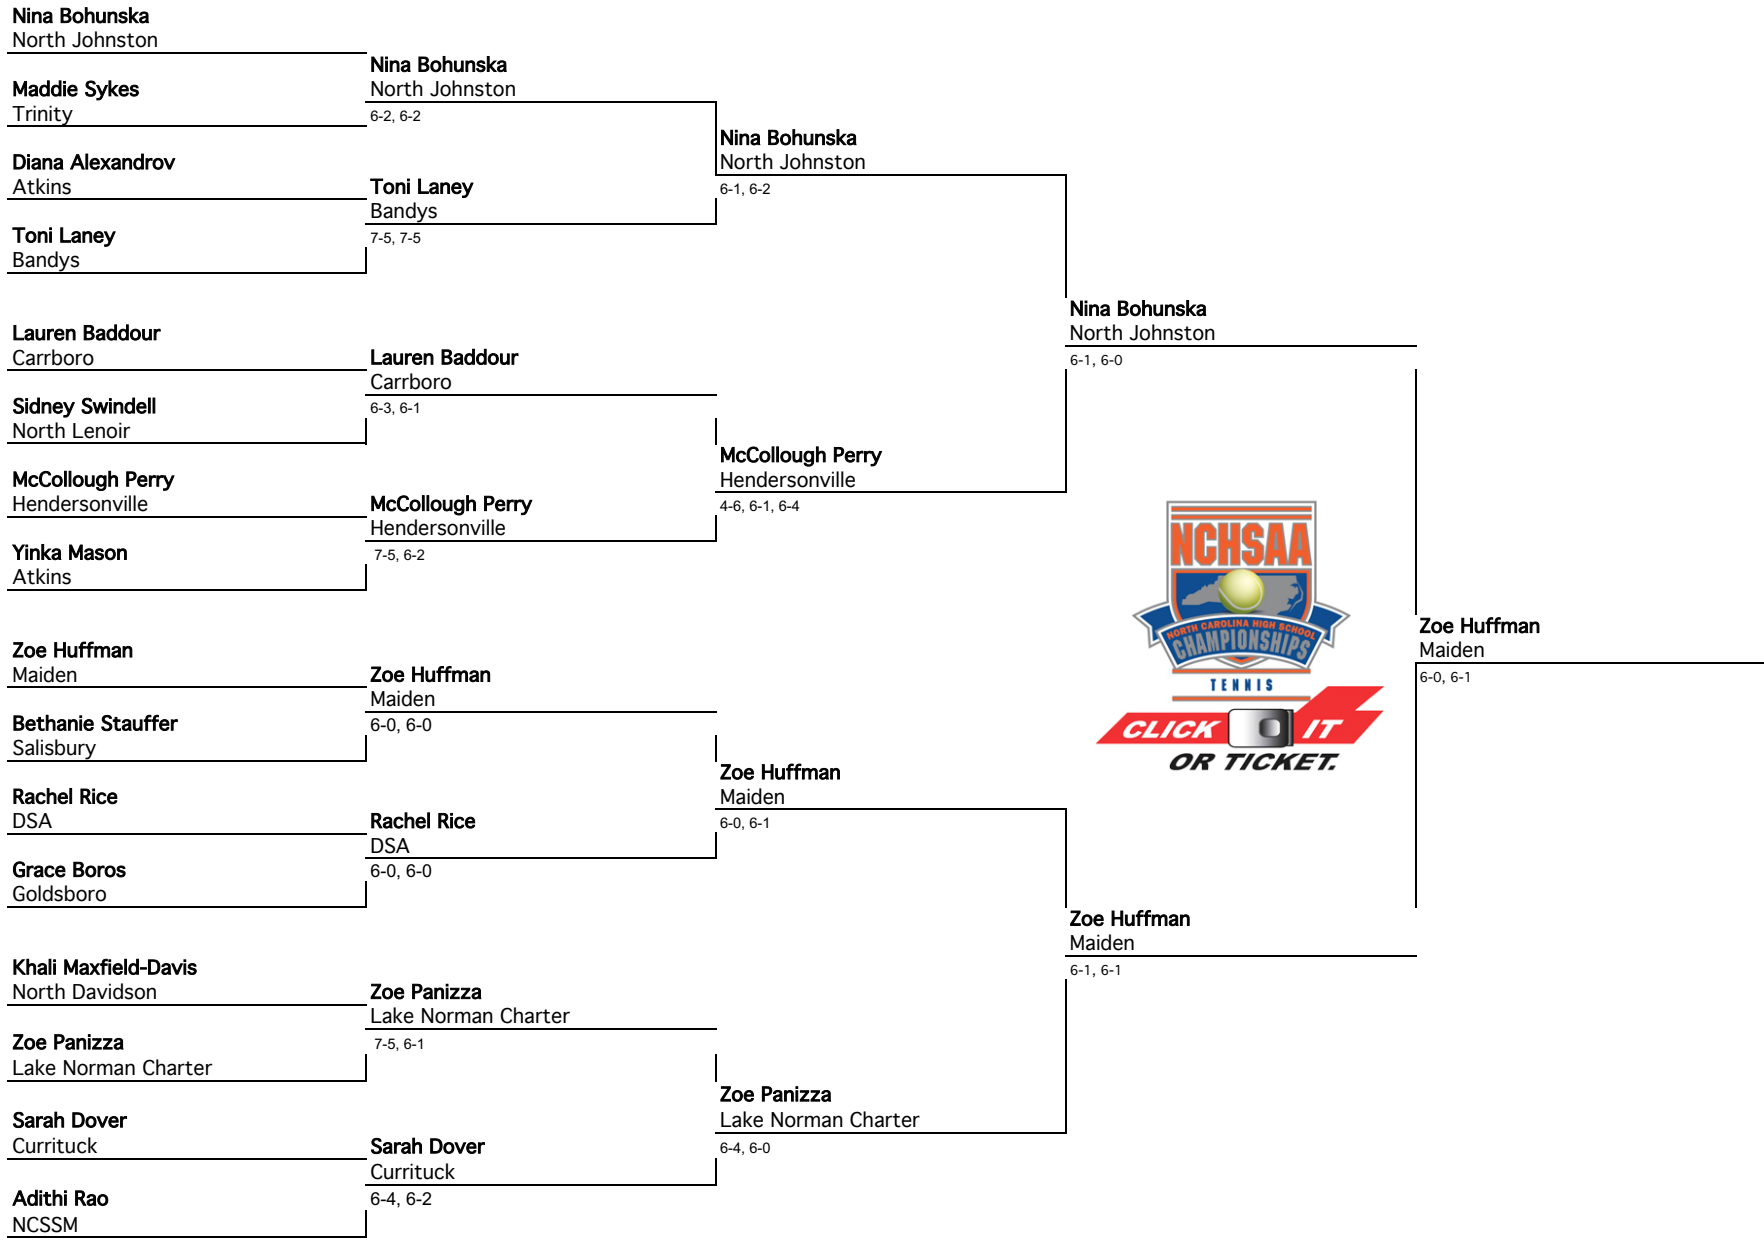 Nina Bohunska
North Johnston
Maddie Sykes
Trinity
Diana Alexandrov
Atkins
Toni Laney
Bandys
Lauren Baddour
Carrboro
Sidney Swindell
North Lenoir
McCollough Perry
Hendersonville
Yinka Mason
Atkins
Zoe Huffman
Maiden
Bethanie Stauffer
Salisbury
Rachel Rice
DSA
Grace Boros
Goldsboro
Khali Maxfield-Davis
North Davidson
Zoe Panizza
Lake Norman Charter
Sarah Dover
Currituck
Adithi Rao
NCSSM
Nina Bohunska
North Johnston
6-2, 6-2
Toni Laney
Bandys
7-5, 7-5
Lauren Baddour
Carrboro
6-3, 6-1
McCollough Perry
Hendersonville
7-5, 6-2
Zoe Huffman
Maiden
6-0, 6-0
Rachel Rice
DSA
6-0, 6-0
Zoe Panizza
Lake Norman Charter
7-5, 6-1
Sarah Dover
Currituck
6-4, 6-2
Nina Bohunska
North Johnston
6-1, 6-2
McCollough Perry
Hendersonville
4-6, 6-1, 6-4
Zoe Huffman
Maiden
6-0, 6-1
Zoe Panizza
Lake Norman Charter
6-4, 6-0
Nina Bohunska
North Johnston
6-1, 6-0
NCHSAA
NORTH CAROLINA HIGH SCHOOL
CHAMPIONSHIPS
TENNIS
CLICK IT
OR TICKET.
Zoe Huffman
Maiden
6-1, 6-1
Zoe Huffman
Maiden
6-0, 6-1